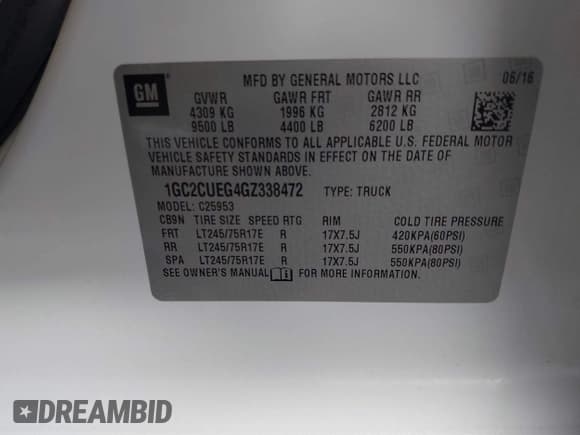 GM
MFD BY GENERAL MOTORS LLC 06/16
GVWR GAWR FRT GAWR RR
4309 KG 1996 KG 2812 KG
9500 LB 4400 LB 6200 LB
THIS VEHICLE CONFORMS TO ALL APPLICABLE U.S. FEDERAL MOTOR
VEHICLE SAFETY STANDARDS IN EFFECT ON THE DATE OF
MANUFACTURE SHOWN ABOVE.
1GC2CUEG4GZ338472 TYPE: TRUCK
MODEL: C25953
CB9N TIRE SIZE SPEED RTG RIM COLD TIRE PRESSURE
FRT LT245/75R17E R 17X7.5J 420KPA(60PSI)
RR LT245/75R17E R 17X7.5J 550KPA(80PSI)
SPA LT245/75R17E R 17X7.5J 550KPA(80PSI)
SEE OWNER'S MANUAL FOR MORE INFORMATION.
DREAMBID